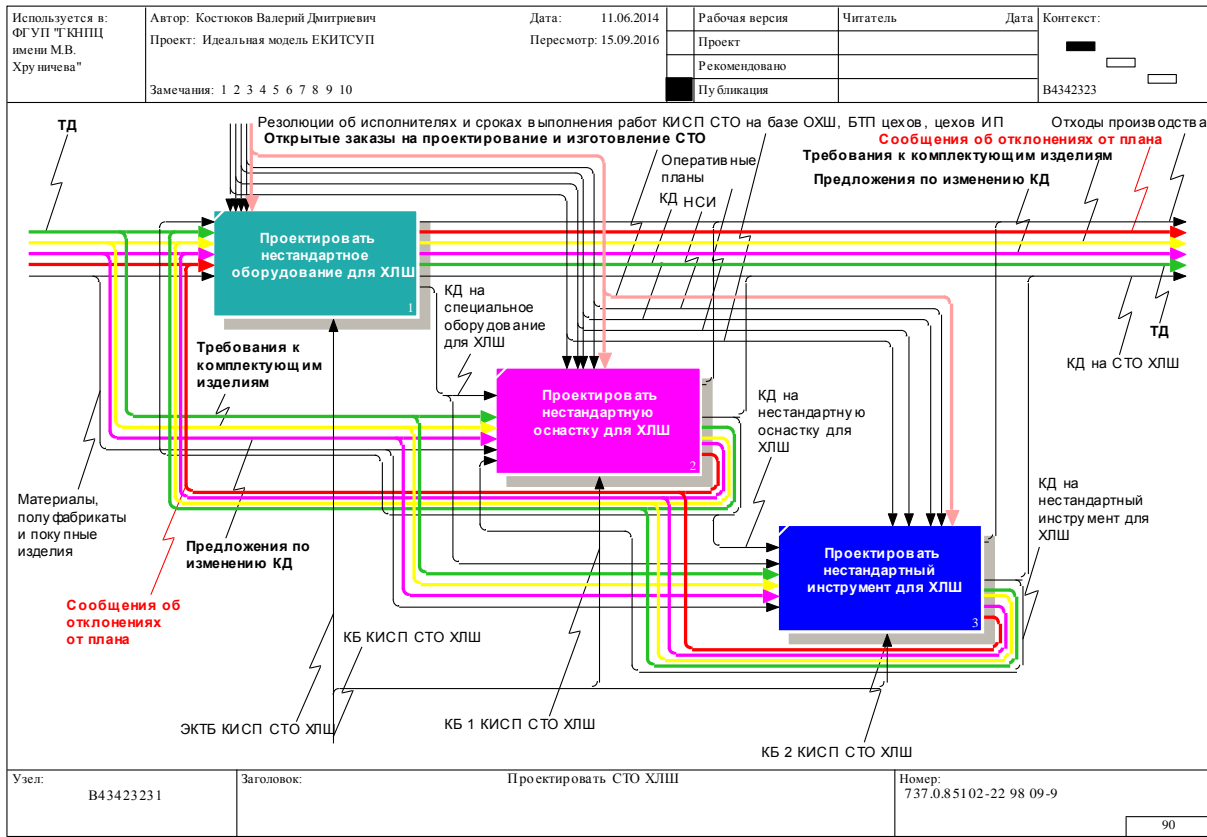 Используется в:
ФГУП "ГКНПЦ
имени М.В.
Хруничева"
Автор: Костюков Валерий Дмитриевич
Дата: 11.06.2014
Проект: Идеальная модель ЕКИТСУП
Пересмотр: 15.09.2016
Замечания: 1 2 3 4 5 6 7 8 9 10
Рабочая версия
Проект
Рекомендовано
Публикация
Читатель
Дата
Контекст:
B4342323
ТД
Резолюции об исполнителях и сроках выполнения работ КИСП СТО на базе ОХШ, БТП цехов, цехов ИП
Открытые заказы на проектирование и изготовление СТО
Отходы производства
Сообщения об отклонениях от плана
Требования к комплектующим изделиям
Предложения по изменению КД
Оперативные
планы
КД
НСИ
Проектировать
нестандартное
оборудование для ХЛШ
1
КД на
специальное
оборудование
для ХЛШ
ТД
КД на СТО ХЛШ
Требования к
комплектующим
изделиям
Проектировать
нестандартную
оснастку для ХЛШ
2
КД на
нестандартную
оснастку для
ХЛШ
Материалы,
полуфабрикаты
и покупные
изделия
Предложения по
изменению КД
КД на
нестандартный
инструмент для
ХЛШ
Проектировать
нестандартный
инструмент для ХЛШ
3
Сообщения об
отклонениях
от плана
КБ КИСП СТО ХЛШ
ЭКТБ КИСП СТО ХЛШ
КБ 1 КИСП СТО ХЛШ
КБ 2 КИСП СТО ХЛШ
Узел:
B43423231
Заголовок:
Проектировать СТО ХЛШ
Номер:
737.0.85102-22 98 09-9
90